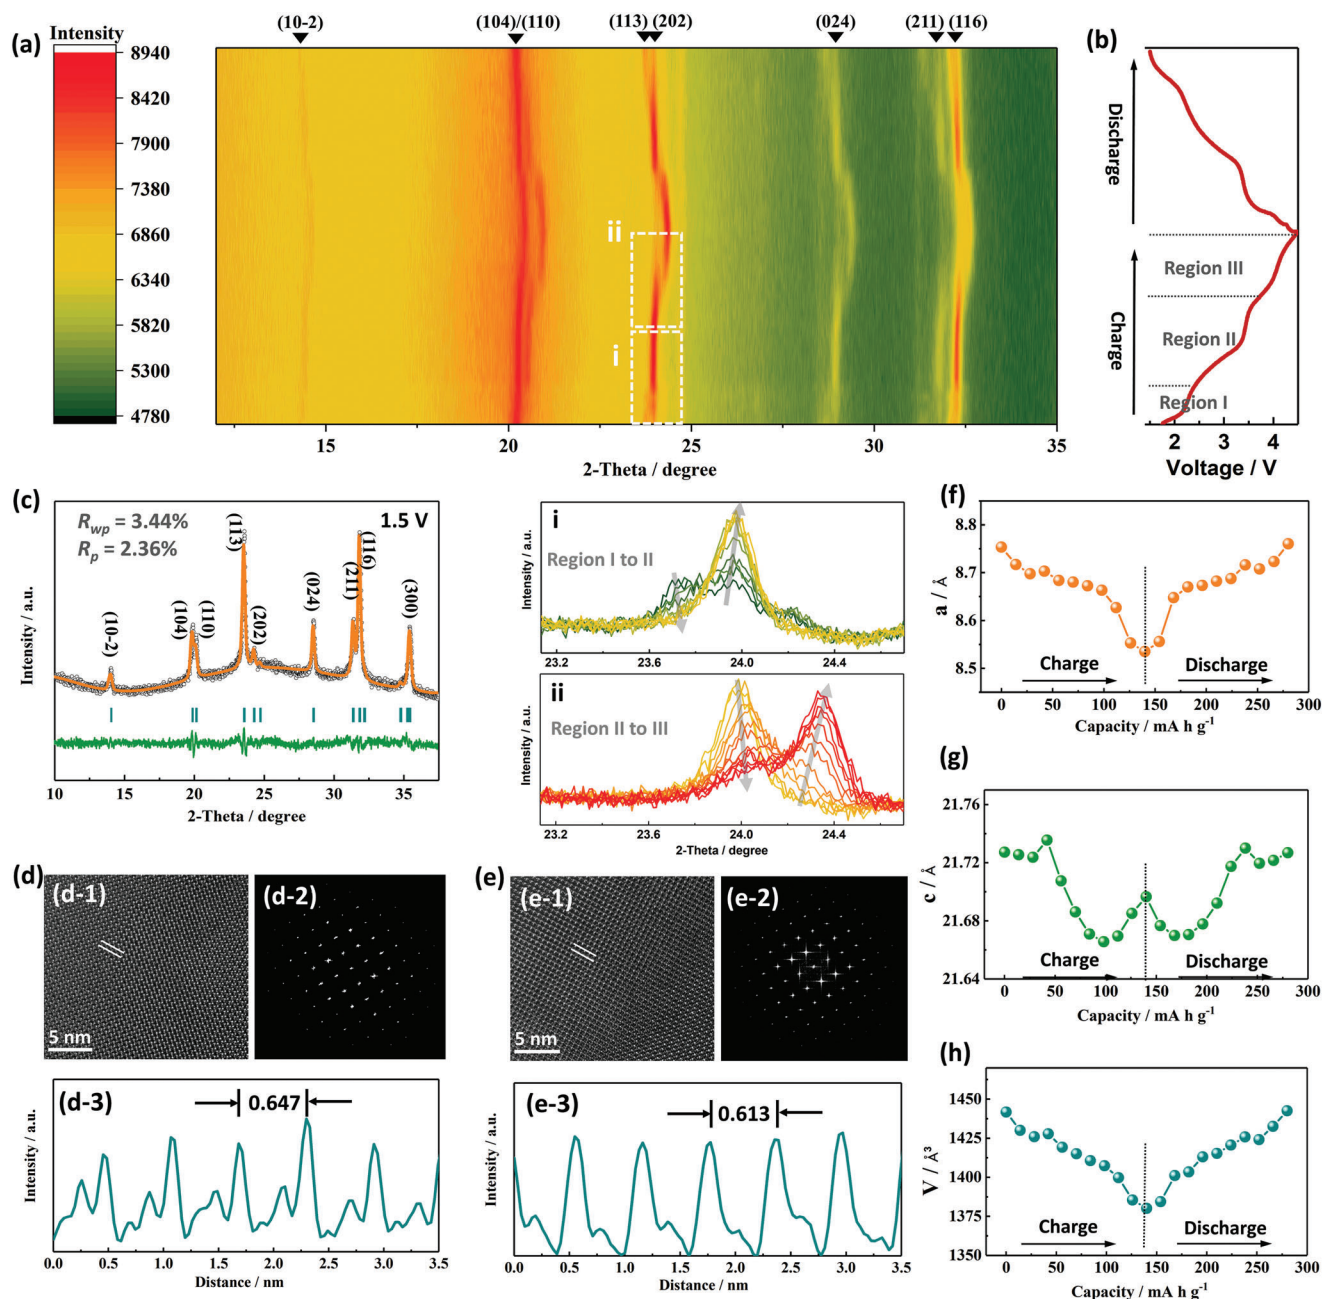 (a)
Intensity
8940
8420
7900
7380
6860
6340
5820
5300
4780
(10-2)
(104)/(110)
(113) (202)
(024)
(211) (116)
ii
i
15
20
25
30
35
2-Theta / degree
(b)
Discharge
Charge
Region III
Region II
Region I
2
3
4
Voltage / V
(c)
R_wp = 3.44%
R_p = 2.36%
1.5 V
(10-2)
(104)
(110)
(113)
(202)
(024)
(211)
(116)
(300)
Intensity / a.u.
10
15
20
25
30
35
2-Theta / degree
i
Region I to II
Intensity / a.u.
23.2
23.6
24.0
24.4
ii
Region II to III
Intensity / a.u.
23.2
23.6
24.0
24.4
2-Theta / degree
(d)
(d-1)
5 nm
(d-2)
(d-3)
0.647
Intensity / a.u.
0.0
0.5
1.0
1.5
2.0
2.5
3.0
3.5
Distance / nm
(e)
(e-1)
5 nm
(e-2)
(e-3)
0.613
Intensity / a.u.
0.0
0.5
1.0
1.5
2.0
2.5
3.0
3.5
Distance / nm
(f)
a / Å
8.8
8.7
8.6
8.5
Charge
Discharge
0
50
100
150
200
250
300
Capacity / mA h g⁻¹
(g)
c / Å
21.76
21.72
21.68
21.64
Charge
Discharge
0
50
100
150
200
250
300
Capacity / mA h g⁻¹
(h)
V / Å³
1450
1425
1400
1375
1350
Charge
Discharge
0
50
100
150
200
250
300
Capacity / mA h g⁻¹